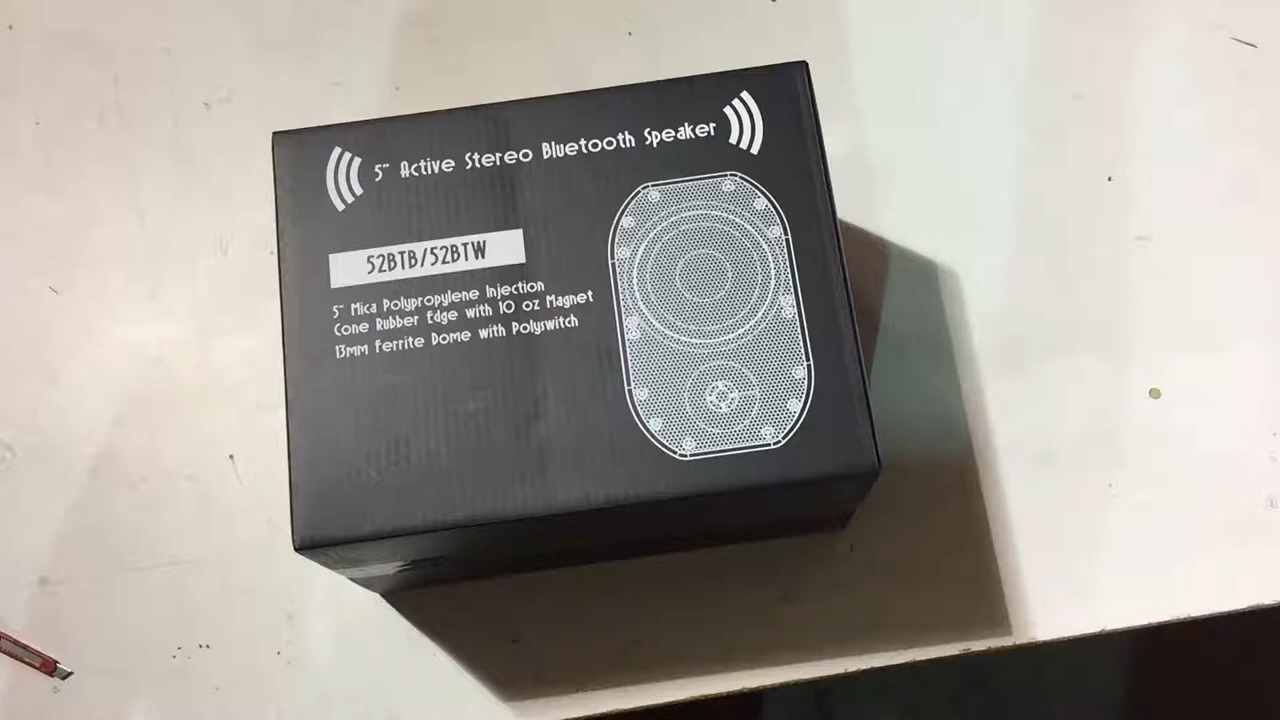 5" Active Stereo Bluetooth Speaker
52BTB/52BTW
5" Mica Polypropylene Injection
Cone Rubber Edge with 10 oz Magnet
13mm Ferrite Dome with Polyswitch